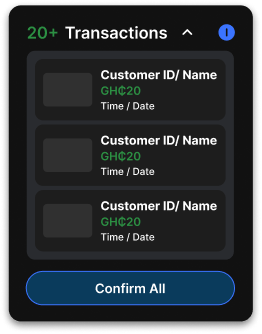 20+ Transactions
Customer ID/ Name
GH₵20
Time / Date
Customer ID/ Name
GH₵20
Time / Date
Customer ID/ Name
GH₵20
Time / Date
Confirm All